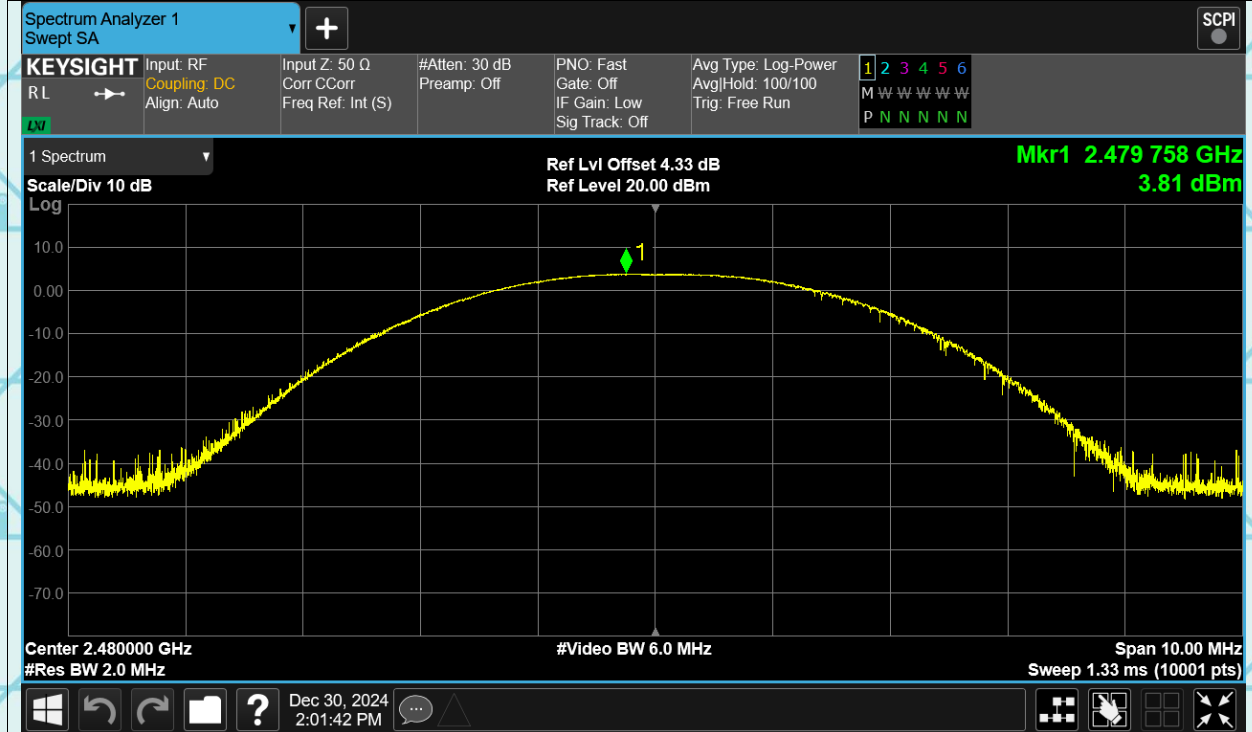 Spectrum Analyzer 1
Swept SA
SCPI
KEYSIGHT
R L
LXI
Input: RF
Coupling: DC
Align: Auto
Input Z: 50 Ω
Corr CCorr
Freq Ref: Int (S)
#Atten: 30 dB
Preamp: Off
PNO: Fast
Gate: Off
IF Gain: Low
Sig Track: Off
Avg Type: Log-Power
Avg|Hold: 100/100
Trig: Free Run
1 2 3 4 5 6
M W W W W W
P N N N N N
1 Spectrum
Scale/Div 10 dB
Log
Ref Lvl Offset 4.33 dB
Ref Level 20.00 dBm
Mkr1 2.479 758 GHz
3.81 dBm
1
10.0
0.00
-10.0
-20.0
-30.0
-40.0
-50.0
-60.0
-70.0
Center 2.480000 GHz
#Res BW 2.0 MHz
#Video BW 6.0 MHz
Span 10.00 MHz
Sweep 1.33 ms (10001 pts)
?
Dec 30, 2024
2:01:42 PM